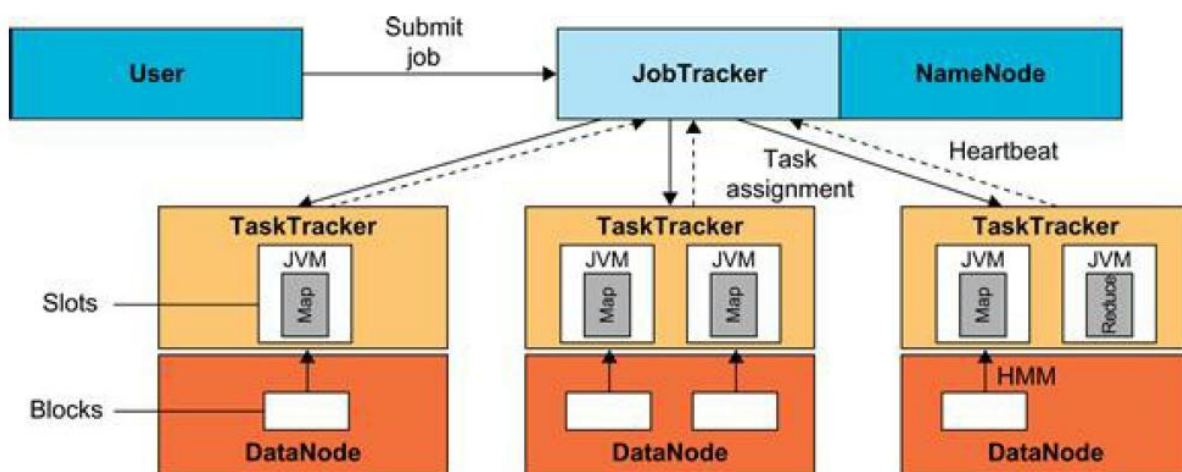 Submit
job
User
JobTracker
NameNode
Task
assignment
Heartbeat
TaskTracker
TaskTracker
TaskTracker
JVM
JVM
JVM
JVM
JVM
Slots
Map
Map
Map
Map
Reduce
HMM
Blocks
DataNode
DataNode
DataNode